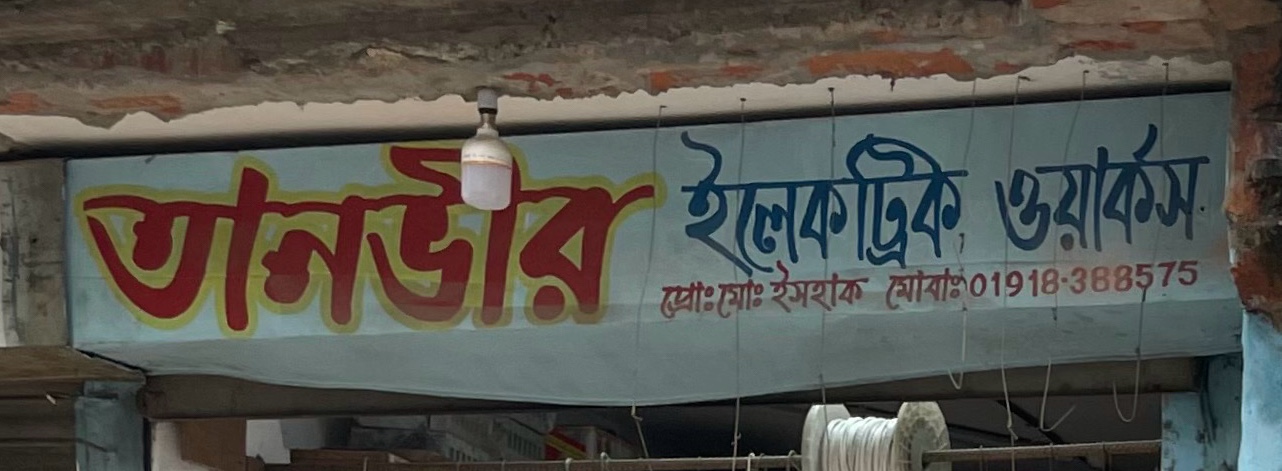 তানভীর ইলেকট্রিক ওয়ার্কস
প্রোঃমোঃ ইসহাক মোবাঃ01918-388575